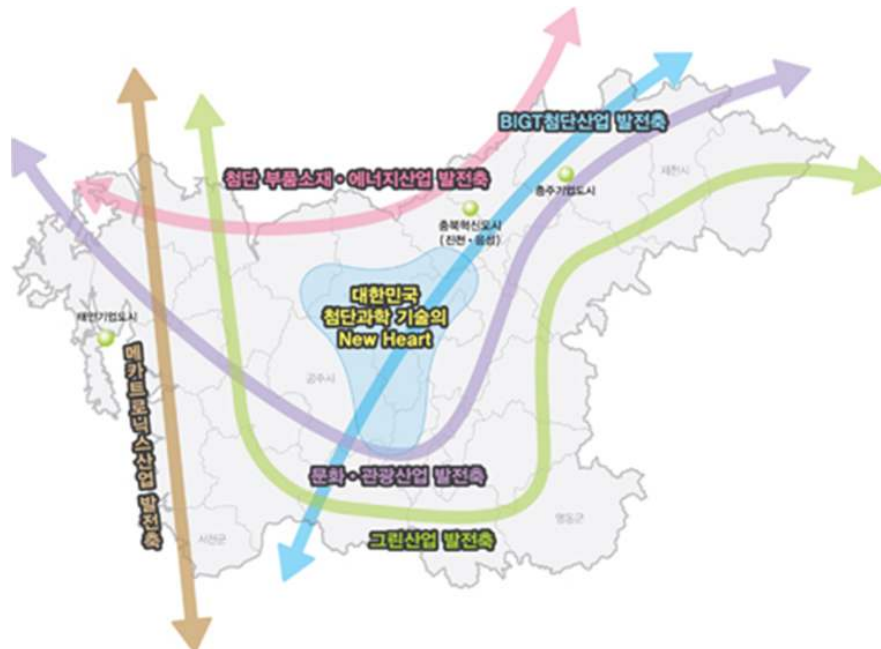 BIGT첨단산업 발전축
첨단 부품소재·에너지산업 발전축
제천시
충주기업도시
충북혁신도시
(진천·음성)
대한민국
첨단과학 기술의
New Heart
태안기업도시
공주시
메카트로닉스산업 발전축
문화·관광산업 발전축
그린산업 발전축
서천군
영동군